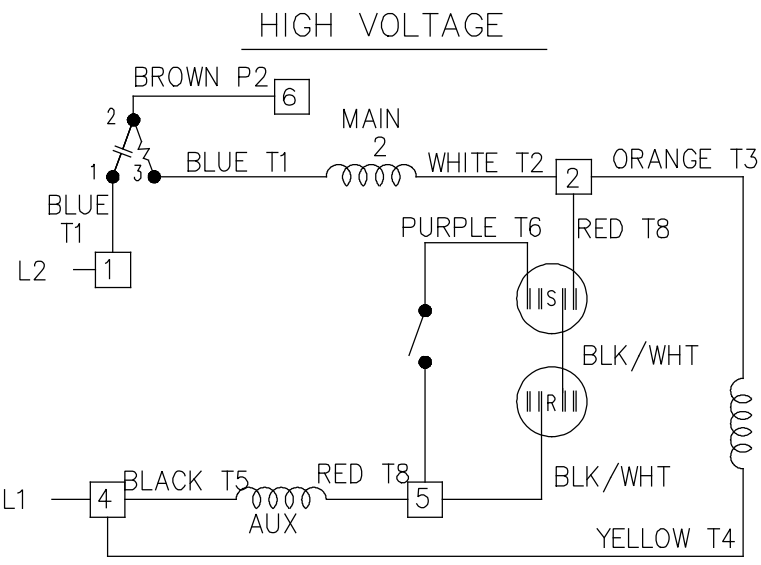 HIGH VOLTAGE
BROWN P2
6
2
MAIN
2
1
3
BLUE T1
WHITE T2
2
ORANGE T3
BLUE
T1
PURPLE T6
RED T8
L2
1
S
BLK/WHT
R
BLACK T5
RED T8
BLK/WHT
L1
4
5
AUX
YELLOW T4